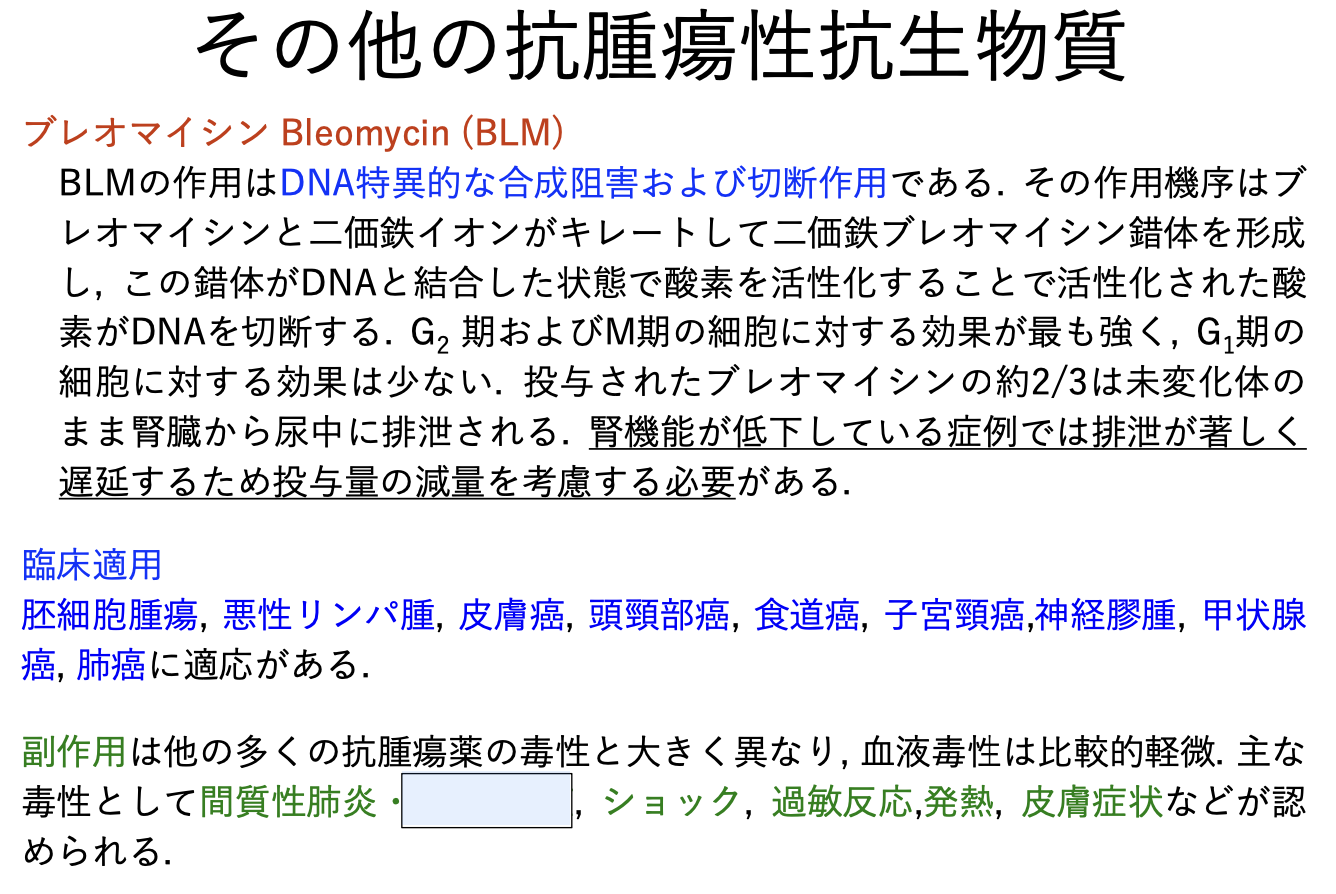 その他の抗腫瘍性抗生物質
ブレオマイシン Bleomycin (BLM)
BLMの作用はDNA特異的な合成阻害および切断作用である. その作用機序はブ
レオマイシンと二価鉄イオンがキレートして二価鉄ブレオマイシン錯体を形成
し, この錯体がDNAと結合した状態で酸素を活性化することで活性化された酸
素がDNAを切断する. G2 期およびM期の細胞に対する効果が最も強く, G1期の
細胞に対する効果は少ない. 投与されたブレオマイシンの約2/3は未変化体の
まま腎臓から尿中に排泄される. 腎機能が低下している症例では排泄が著しく
遅延するため投与量の減量を考慮する必要がある.
臨床適用
胚細胞腫瘍, 悪性リンパ腫, 皮膚癌, 頭頸部癌, 食道癌, 子宮頸癌,神経膠腫, 甲状腺
癌, 肺癌に適応がある.
副作用は他の多くの抗腫瘍薬の毒性と大きく異なり, 血液毒性は比較的軽微. 主な
毒性として間質性肺炎・, ショック, 過敏反応,発熱, 皮膚症状などが認
められる.